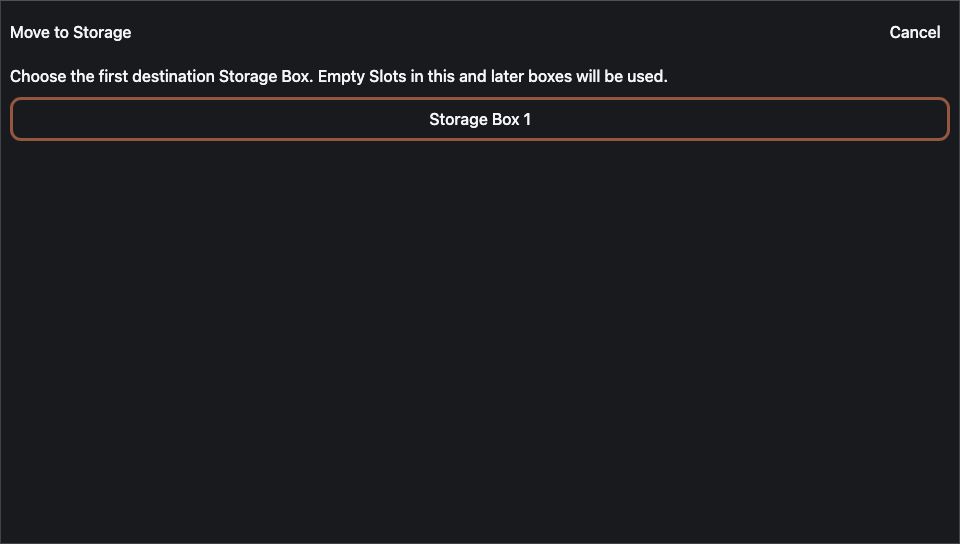 Move to Storage
Cancel
Choose the first destination Storage Box. Empty Slots in this and later boxes will be used.
Storage Box 1